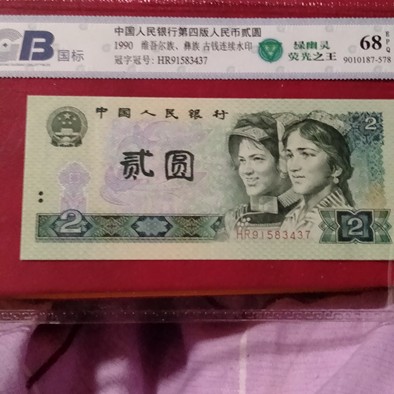 GB 国标
中国人民银行第四版人民币贰圆
1990 维吾尔族、彝族 古钱连续水印
冠字冠号: HR91583437
绿幽灵
荧光之王
68 EPQ
9010187-578
中国人民银行
2
贰圆
2
HR91583437
2